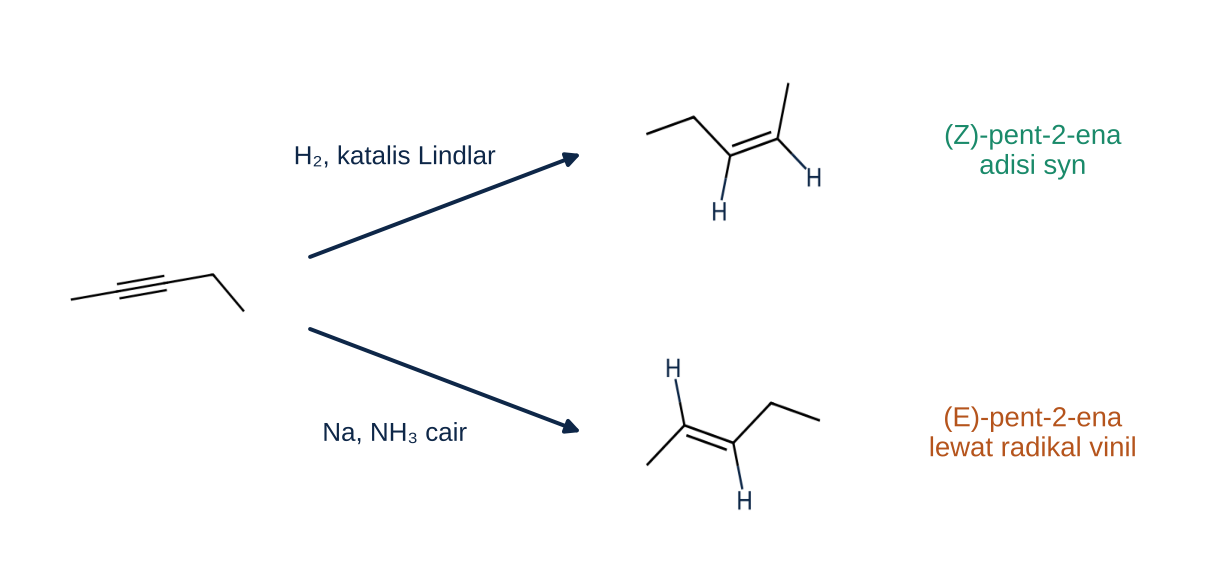 H₂, katalis Lindlar
H
H
(Z)-pent-2-ena
adisi syn
Na, NH₃ cair
H
H
(E)-pent-2-ena
lewat radikal vinil